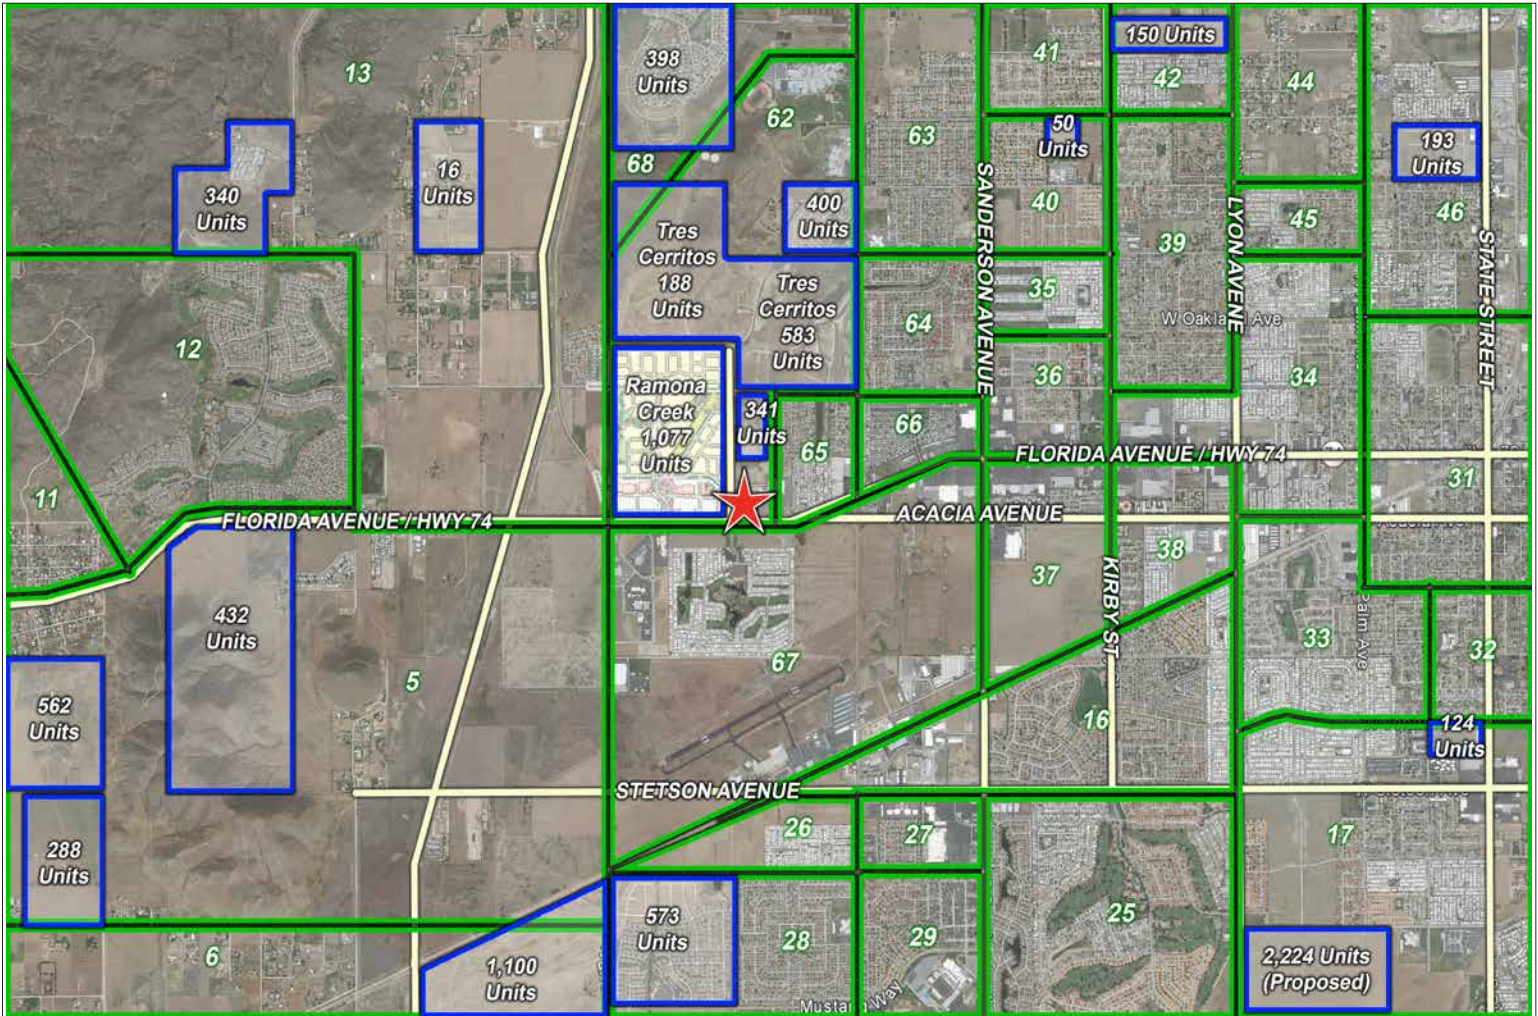 398
Units
150 Units
41
42
44
13
62
63
68
50
Units
193
Units
16
Units
340
Units
400
Units
40
39
45
46
Tres
Cerritos
188
Units
Tres
Cerritos
583
Units
SANDERSON AVENUE
LYON AVENUE
STATE STREET
35
64
W Oakla Ave
12
36
34
Ramona
Creek
1,077
Units
341
Units
66
65
FLORIDA AVENUE / HWY 74
31
11
FLORIDA AVENUE / HWY 74
ACACIA AVENUE
38
37
KIRBY ST.
432
Units
33
Palm Ave
32
67
5
562
Units
16
124
Units
STETSON AVENUE
26
27
17
288
Units
573
Units
28
29
25
6
1,100
Units
2,224 Units
(Proposed)
Mustang Way